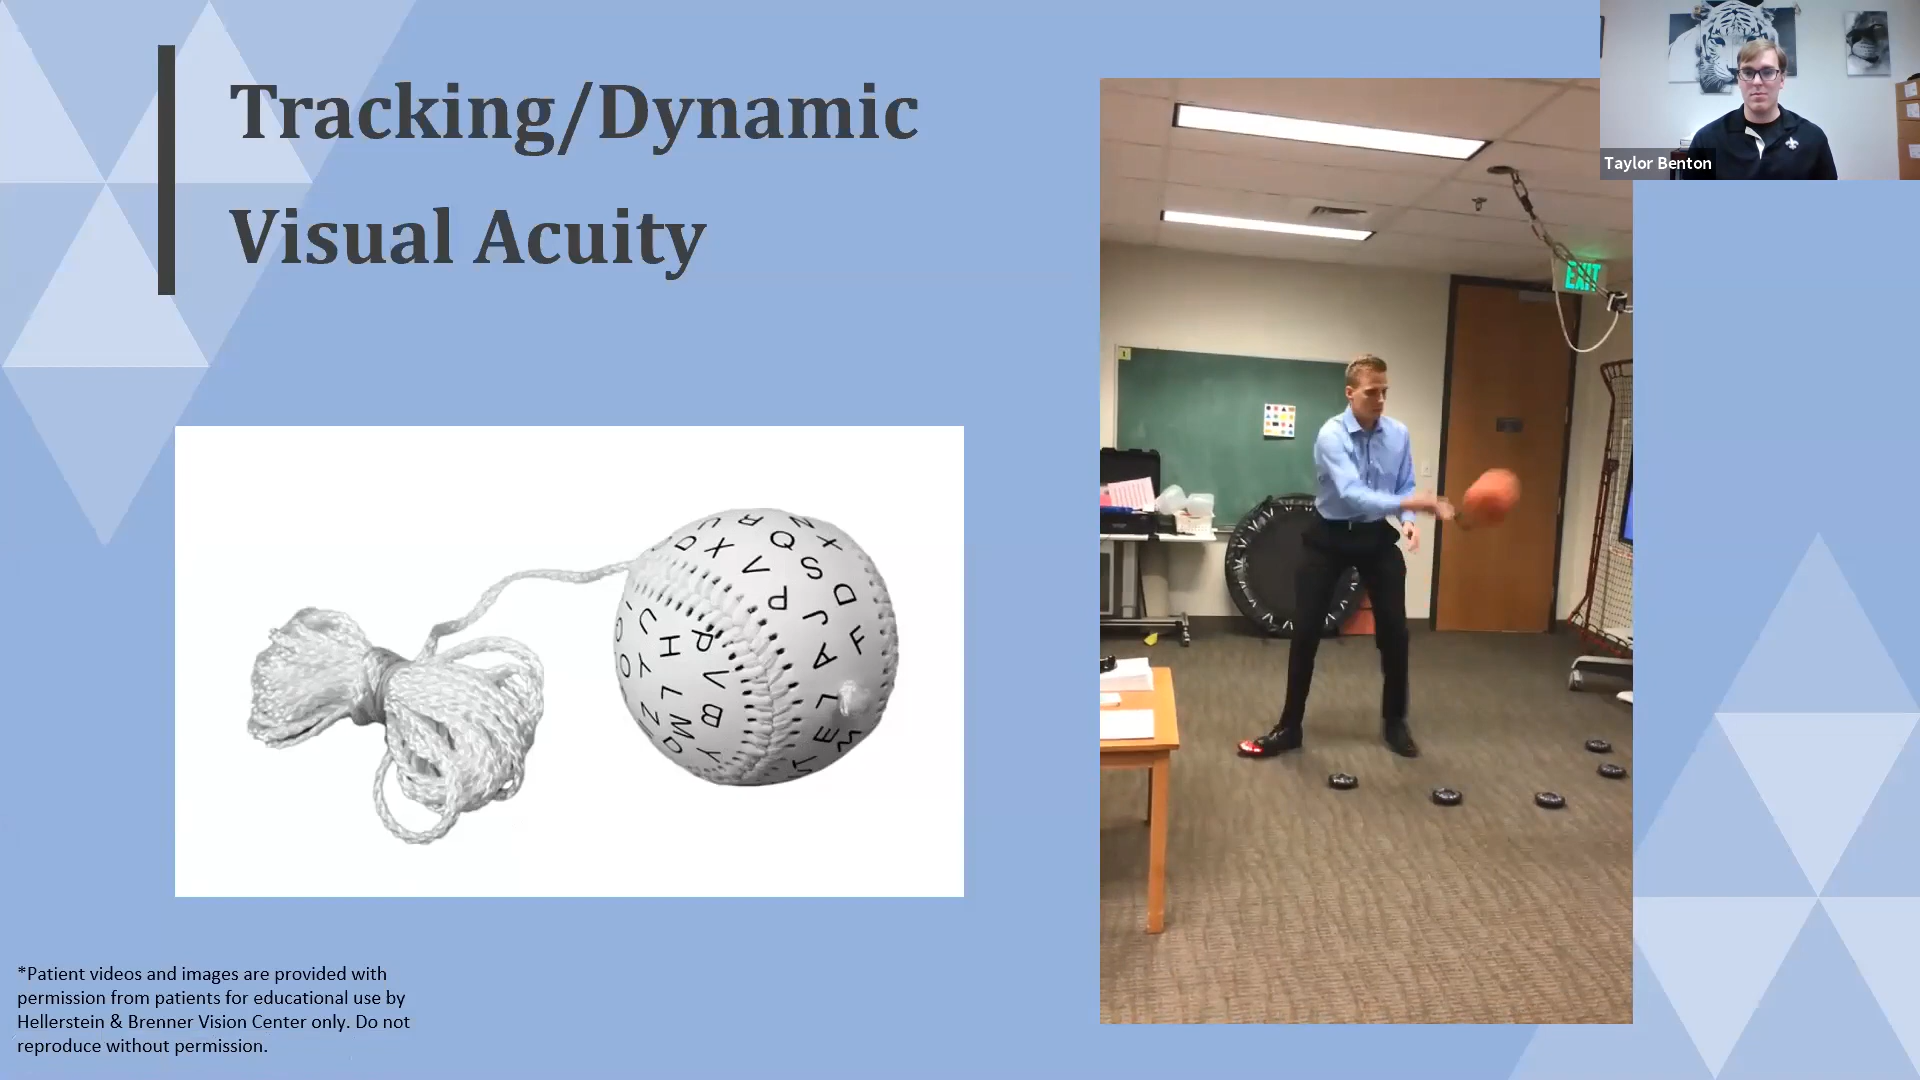 Tracking/Dynamic
Visual Acuity
Taylor Benton
EXIT
U R N
D X Q X
V S
P D
J
U H P A F
O Y V
L L
N M B E
*Patient videos and images are provided with
permission from patients for educational use by
Hellerstein & Brenner Vision Center only. Do not
reproduce without permission.